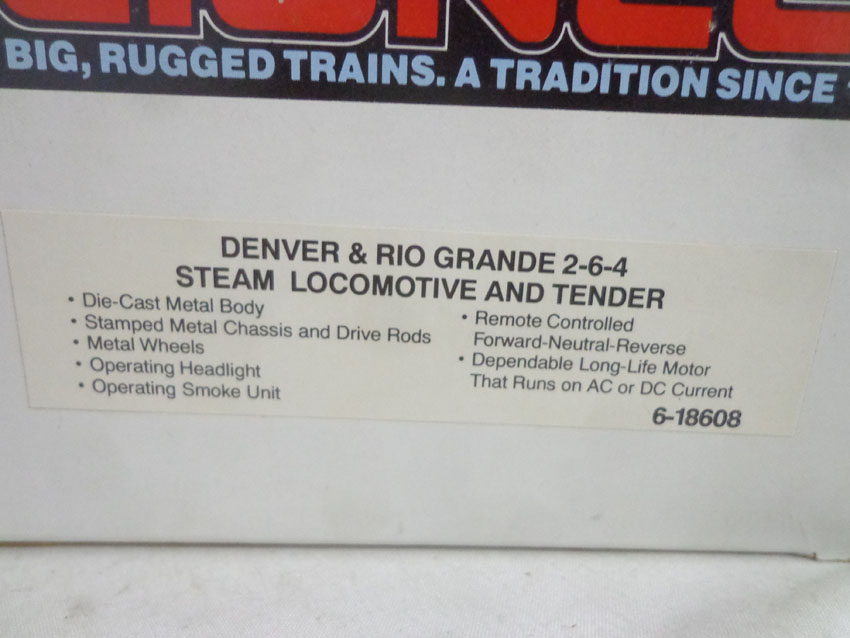 BIG, RUGGED TRAINS. A TRADITION SINCE
DENVER & RIO GRANDE 2-6-4
STEAM LOCOMOTIVE AND TENDER
• Die-Cast Metal Body
• Stamped Metal Chassis and Drive Rods
• Metal Wheels
• Operating Headlight
• Operating Smoke Unit
• Remote Controlled
Forward-Neutral-Reverse
• Dependable Long-Life Motor
That Runs on AC or DC Current
6-18608